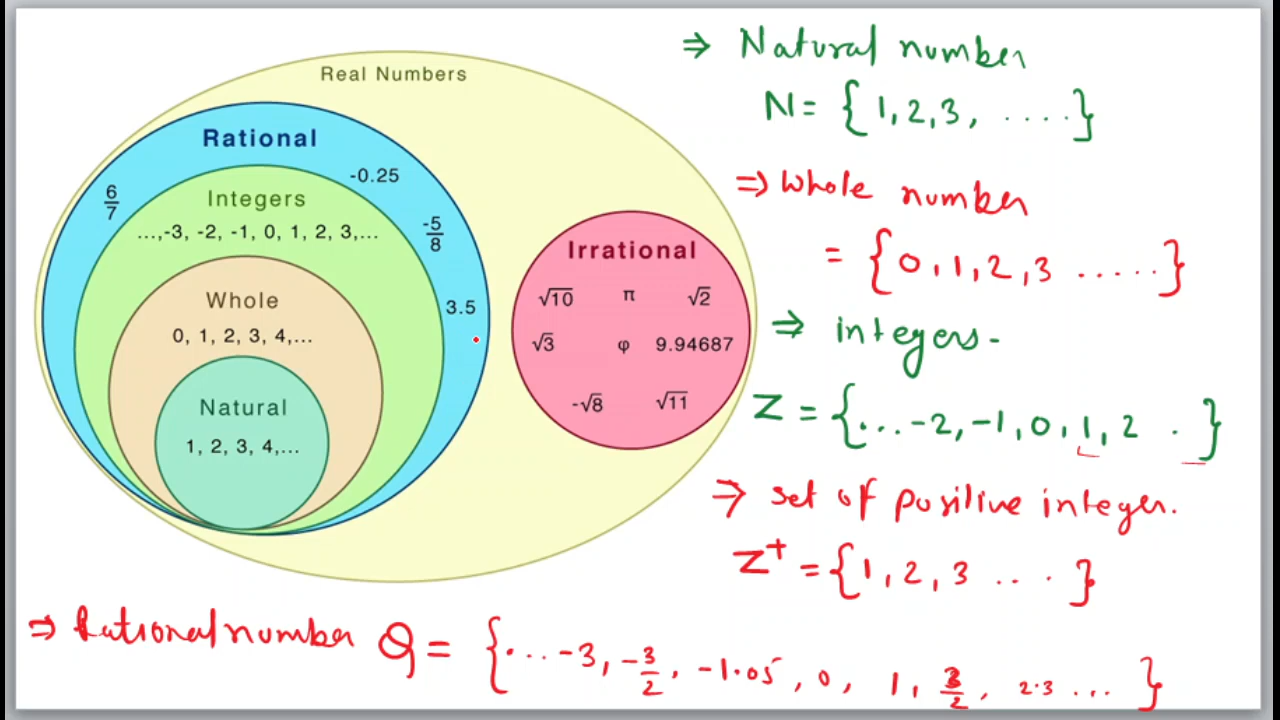 Real Numbers
Rational
6/7
-0.25
-5/8
3.5
Integers
...,-3, -2, -1, 0, 1, 2, 3,...
Whole
0, 1, 2, 3, 4,...
Natural
1, 2, 3, 4,...
Irrational
√10 π √2
√3 φ 9.94687
-√8 √11
⇒ Natural number
N = {1, 2, 3, ....}
⇒ Whole number
= {0, 1, 2, 3 .....}
⇒ integers.
Z = {...-2, -1, 0, 1, 2 .}
⇒ set of positive integer.
Z⁺ = {1, 2, 3 ....}
⇒ Rational number Q = {...-3, -3/2, -1.05, 0, 1, 3/2, 2.3 ...}